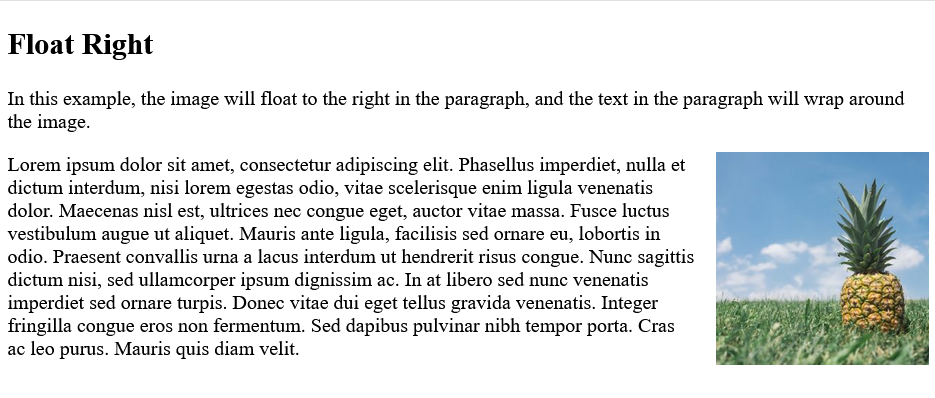 Float Right
In this example, the image will float to the right in the paragraph, and the text in the paragraph will wrap around
the image.
Lorem ipsum dolor sit amet, consectetur adipiscing elit. Phasellus imperdiet, nulla et
dictum interdum, nisi lorem egestas odio, vitae scelerisque enim ligula venenatis
dolor. Maecenas nisl est, ultrices nec congue eget, auctor vitae massa. Fusce luctus
vestibulum augue ut aliquet. Mauris ante ligula, facilisis sed ornare eu, lobortis in
odio. Praesent convallis urna a lacus interdum ut hendrerit risus congue. Nunc sagittis
dictum nisi, sed ullamcorper ipsum dignissim ac. In at libero sed nunc venenatis
imperdiet sed ornare turpis. Donec vitae dui eget tellus gravida venenatis. Integer
fringilla congue eros non fermentum. Sed dapibus pulvinar nibh tempor porta. Cras
ac leo purus. Mauris quis diam velit.